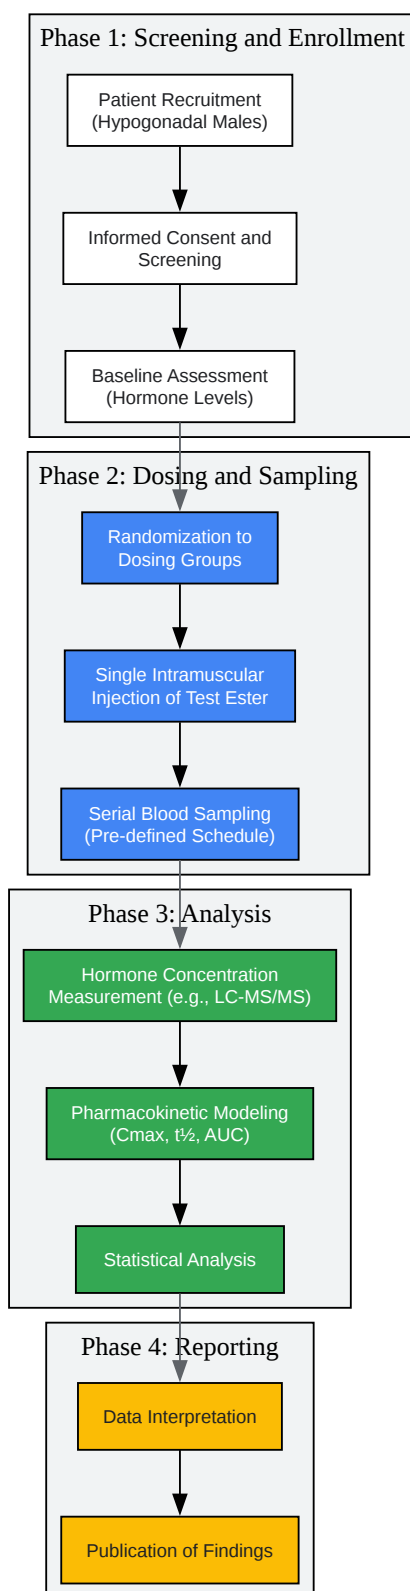 Phase 1: Screening and Enrollment
Patient Recruitment
(Hypogonadal Males)
Informed Consent and
Screening
Baseline Assessment
(Hormone Levels)
Phase 2: Dosing and Sampling
Randomization to
Dosing Groups
Single Intramuscular
Injection of Test Ester
Serial Blood Sampling
(Pre-defined Schedule)
Phase 3: Analysis
Hormone Concentration
Measurement (e.g., LC-MS/MS)
Pharmacokinetic Modeling
(Cmax, t½, AUC)
Statistical Analysis
Phase 4: Reporting
Data Interpretation
Publication of Findings